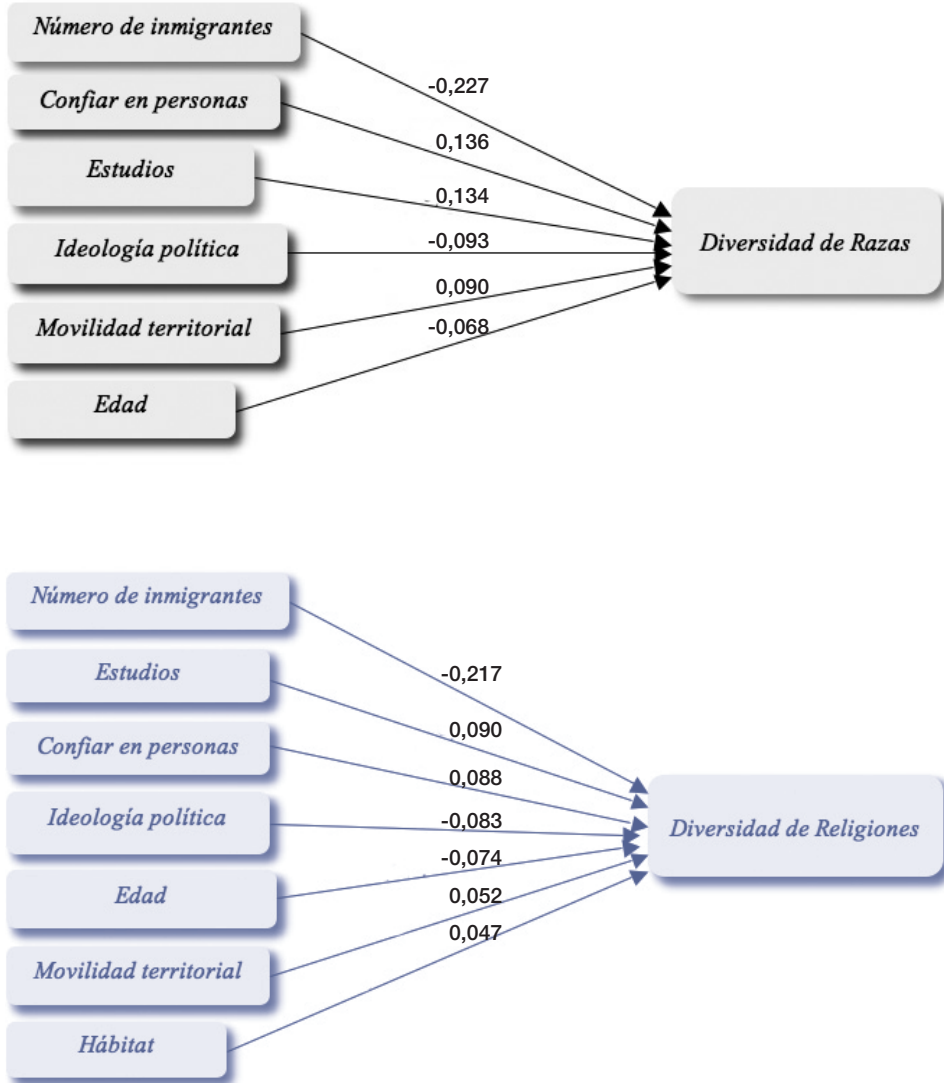 Número de inmigrantes
-0,227
Confiar en personas
0,136
Estudios
0,134
Ideología política
-0,093
Diversidad de Razas
0,090
Movilidad territorial
-0,068
Edad
Número de inmigrantes
Estudios
-0,217
0,090
Confiar en personas
0,088
Ideología política
-0,083
Diversidad de Religiones
-0,074
Edad
0,052
0,047
Movilidad territorial
Hábitat